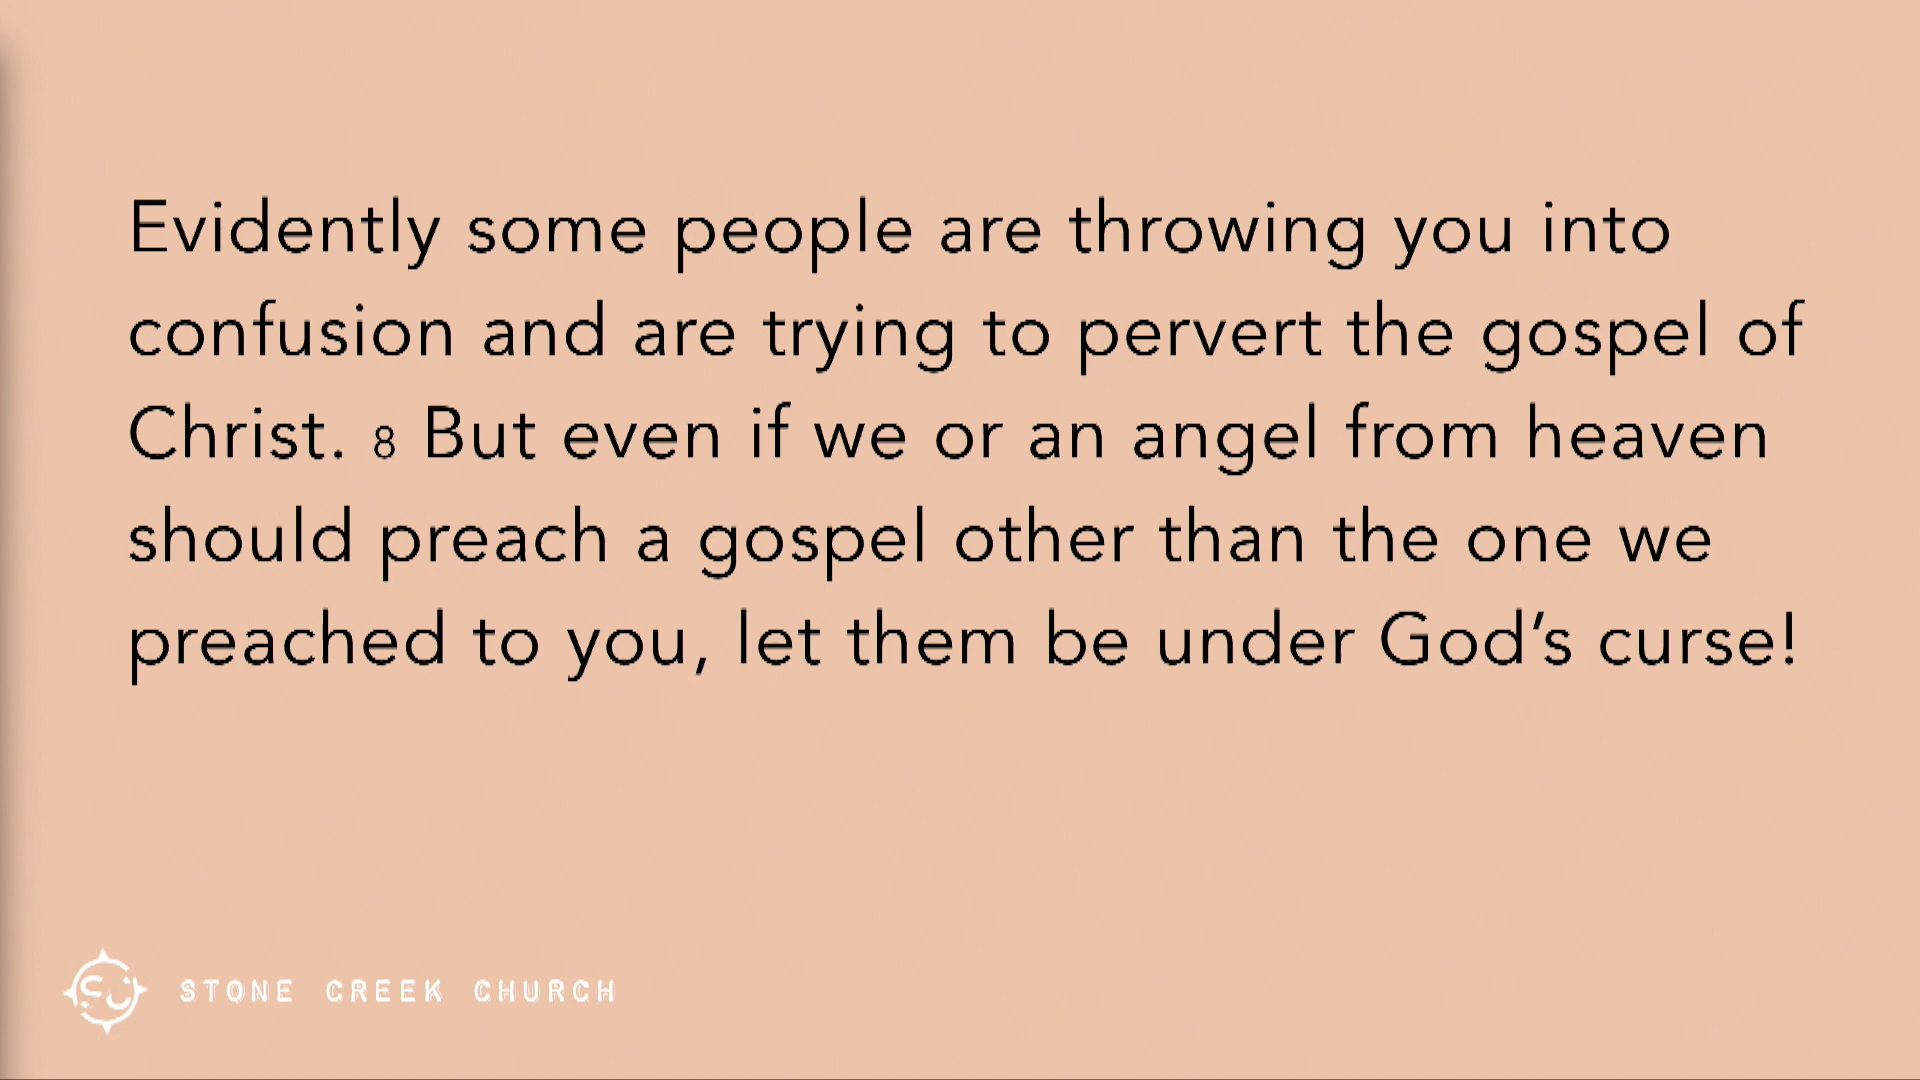 Evidently some people are throwing you into
confusion and are trying to pervert the gospel of
Christ. 8 But even if we or an angel from heaven
should preach a gospel other than the one we
preached to you, let them be under God’s curse!
STONE CREEK CHURCH